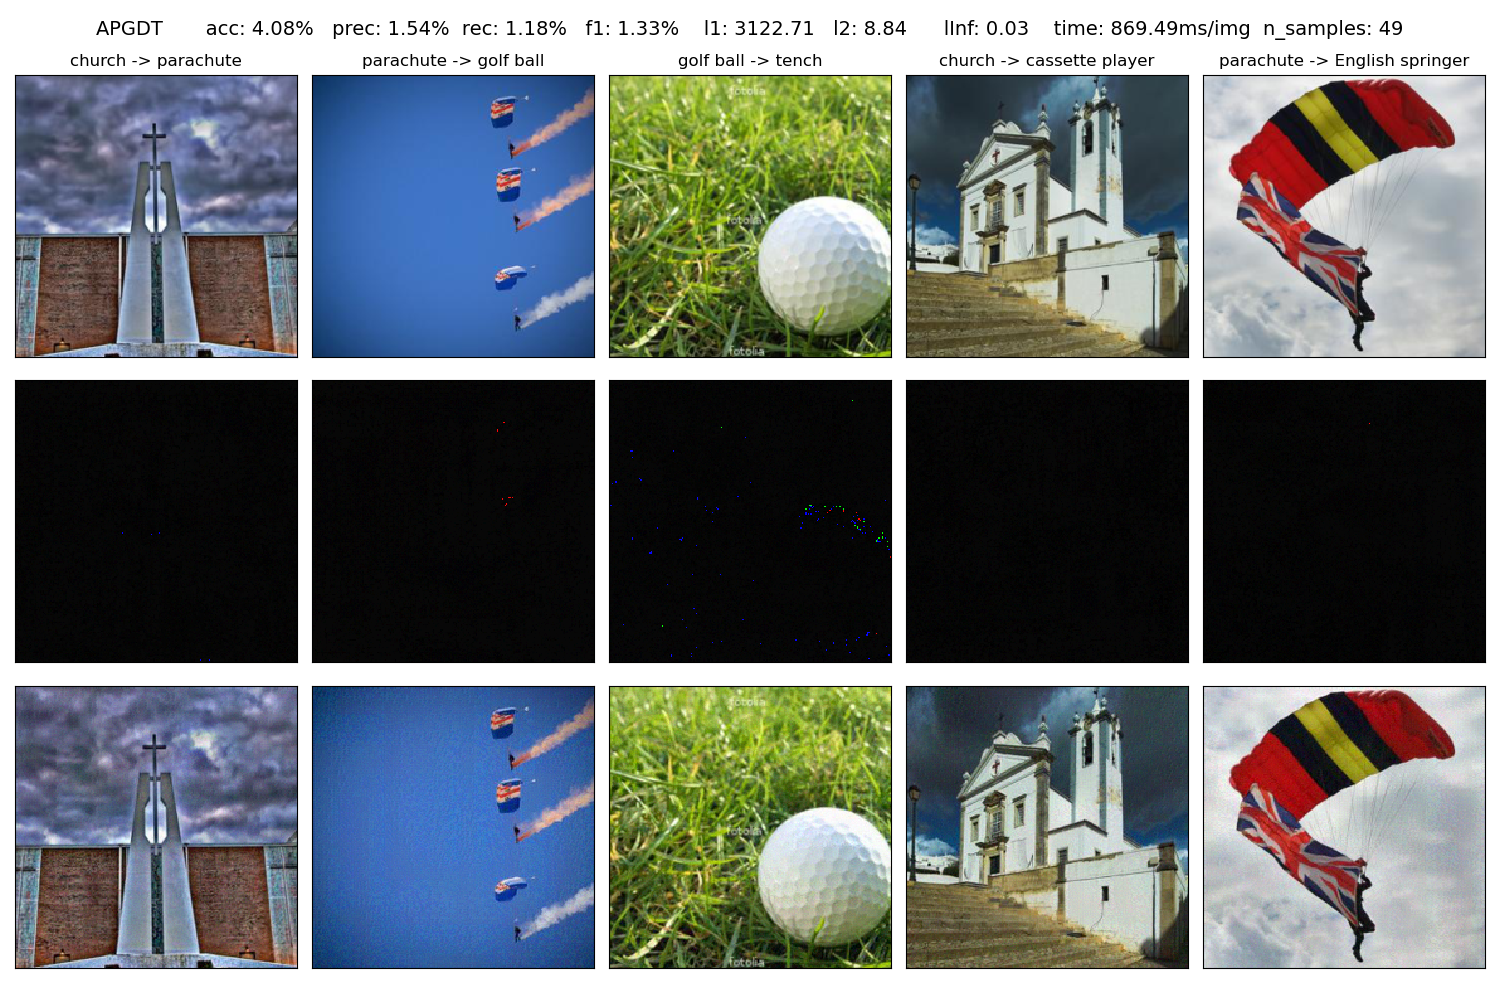 APGDT acc: 4.08% prec: 1.54% rec: 1.18% f1: 1.33% l1: 3122.71 l2: 8.84 lInf: 0.03 time: 869.49ms/img n_samples: 49
church -> parachute
parachute -> golf ball
golf ball -> tench
church -> cassette player
parachute -> English springer
fotolia
fotolia
fotolia
fotolia
fotolia
fotolia